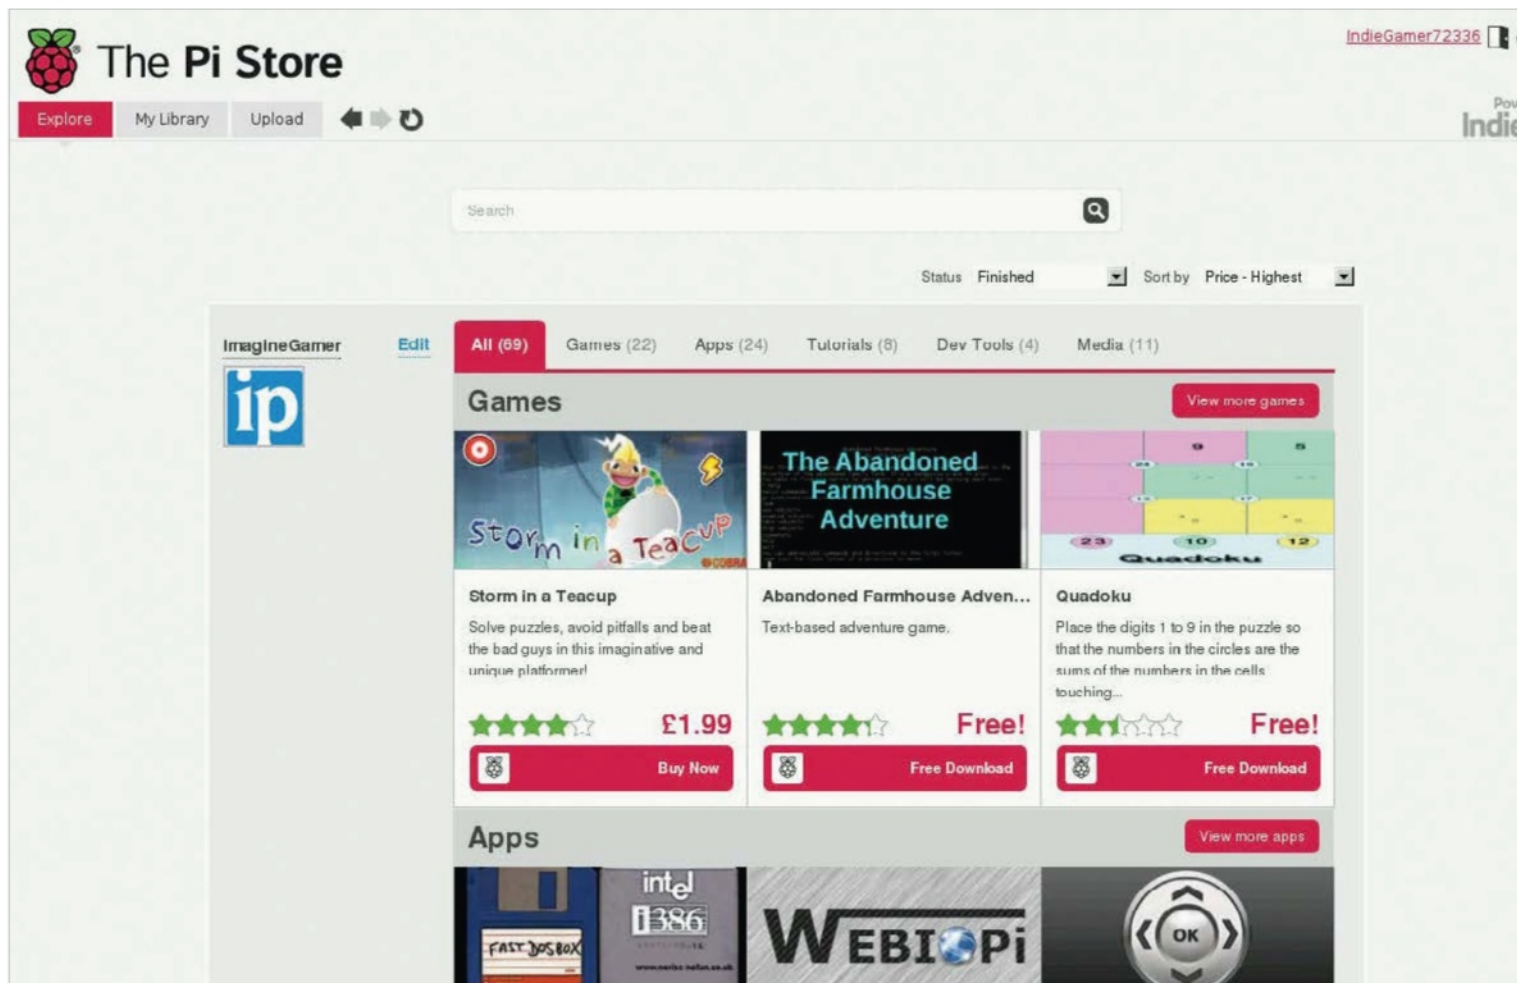 The Pi Store
IndieGamer72336
Explore
My Library
Upload
Search
Status Finished
Sort by Price - Highest
ImagineGamer
Edit
All (69)
Games (22)
Apps (24)
Tutorials (8)
Dev Tools (4)
Media (11)
Games
View more games
Storm in a Teacup
COBRA
The Abandoned
Farmhouse
Adventure
9
5
23
10
12
Quadoku
ip
Storm in a Teacup
Solve puzzles, avoid pitfalls and beat
the bad guys in this imaginative and
unique platformer!
£1.99
Buy Now
Abandoned Farmhouse Adven...
Text-based adventure game.
Free!
Free Download
Quadoku
Place the digits 1 to 9 in the puzzle so
that the numbers in the circles are the
sums of the numbers in the cells
touching...
Free!
Free Download
Apps
View more apps
FAST DOSBOX
intel
i386
WEBIOPi
OK